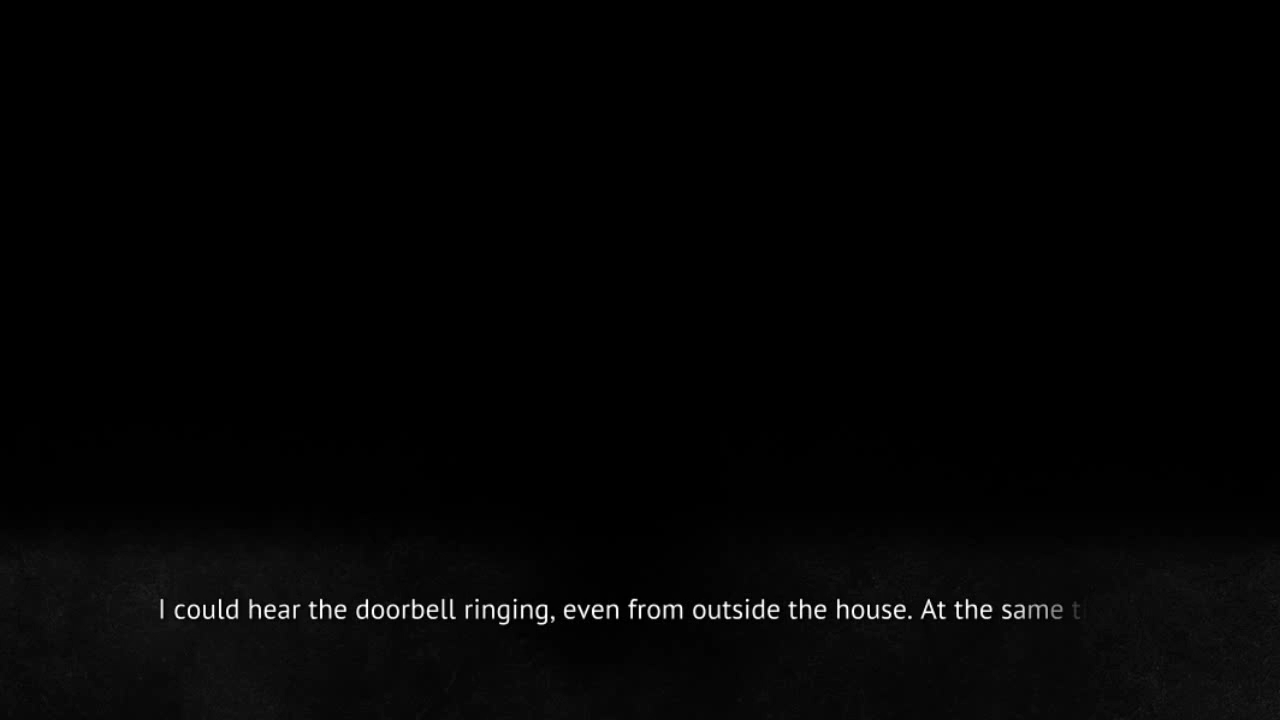 I could hear the doorbell ringing, even from outside the house. At the same